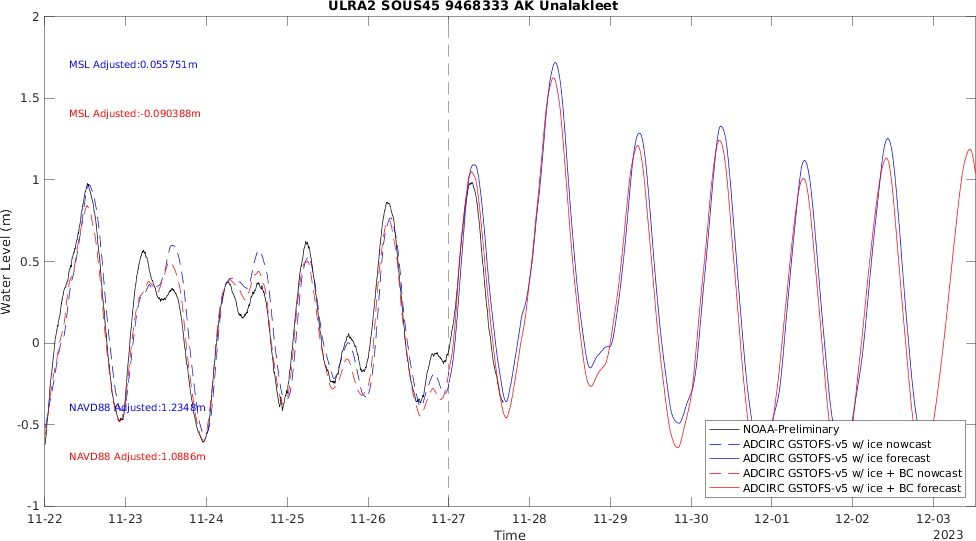 ULRA2 SOUS45 9468333 AK Unalakleet
2
1.5
1
0.5
0
-0.5
-1
Water Level (m)
MSL Adjusted:0.055751m
MSL Adjusted:-0.090388m
NAVD88 Adjusted:1.2348m
NAVD88 Adjusted:1.0886m
NOAA-Preliminary
ADCIRC GSTOFS-v5 w/ ice nowcast
ADCIRC GSTOFS-v5 w/ ice forecast
ADCIRC GSTOFS-v5 w/ ice + BC nowcast
ADCIRC GSTOFS-v5 w/ ice + BC forecast
11-22 11-23 11-24 11-25 11-26 11-27 11-28 11-29 11-30 12-01 12-02 12-03
Time
2023